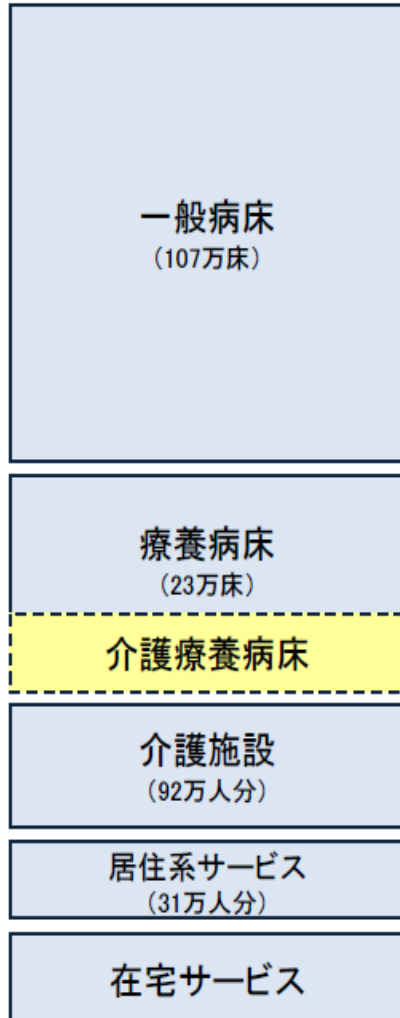 一般病床
（107万床）
療養病床
（23万床）
介護療養病床
介護施設
（92万人分）
居住系サービス
（31万人分）
在宅サービス